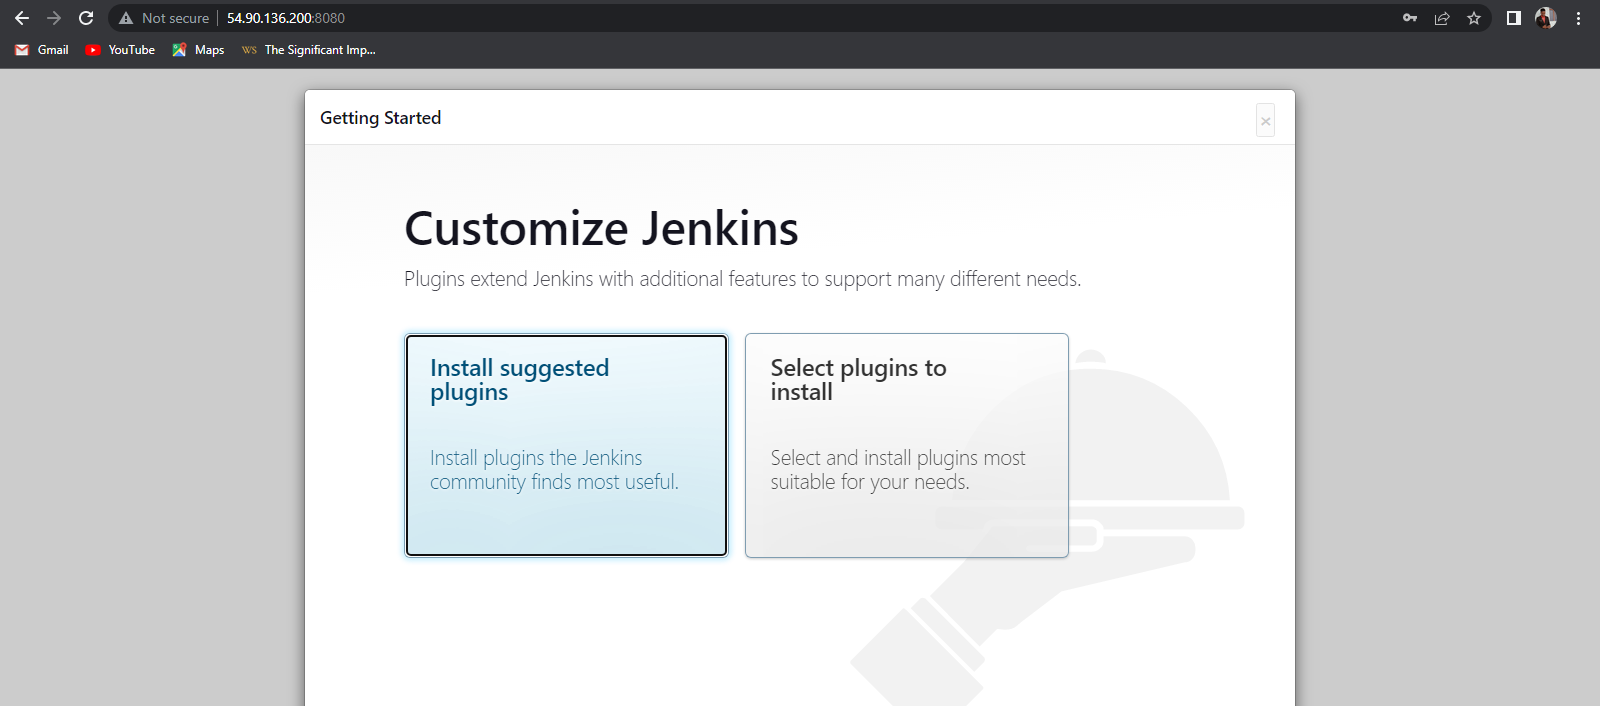 Not secure | 54.90.136.200:8080
Gmail YouTube Maps WS The Significant Imp...
Getting Started ×
Customize Jenkins
Plugins extend Jenkins with additional features to support many different needs.
Install suggested
plugins
Install plugins the Jenkins
community finds most useful.
Select plugins to
install
Select and install plugins most
suitable for your needs.